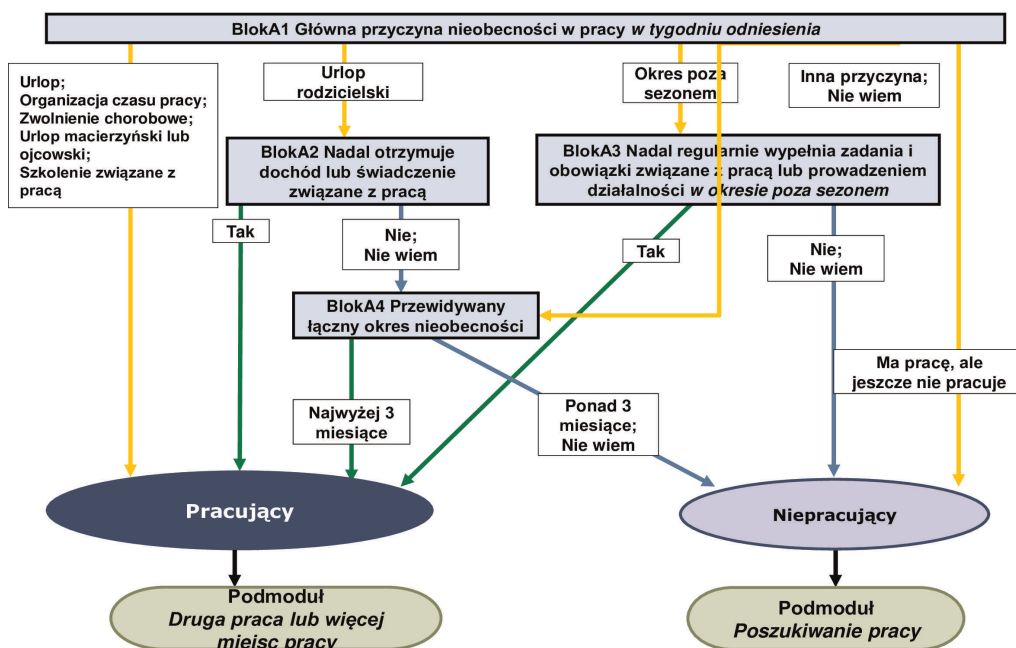 BlokA1 Główna przyczyna nieobecności w pracy w tygodniu odniesienia
Urlop;
Organizacja czasu pracy;
Zwolnienie chorobowe;
Urlop macierzyński lub
ojcowski;
Szkolenie związane z
pracą
Urlop
rodzicielski
Okres poza
sezonem
Inna przyczyna;
Nie wiem
BlokA2 Nadal otrzymuje
dochód lub świadczenie
związane z pracą
BlokA3 Nadal regularnie wypełnia zadania i
obowiązki związane z pracą lub prowadzeniem
działalności w okresie poza sezonem
Tak
Nie;
Nie wiem
Tak
Nie;
Nie wiem
BlokA4 Przewidywany
łączny okres nieobecności
Ma pracę, ale
jeszcze nie pracuje
Najwyżej 3
miesiące
Ponad 3
miesiące;
Nie wiem
Pracujący
Niepracujący
Podmoduł
Druga praca lub więcej
miejsc pracy
Podmoduł
Poszukiwanie pracy